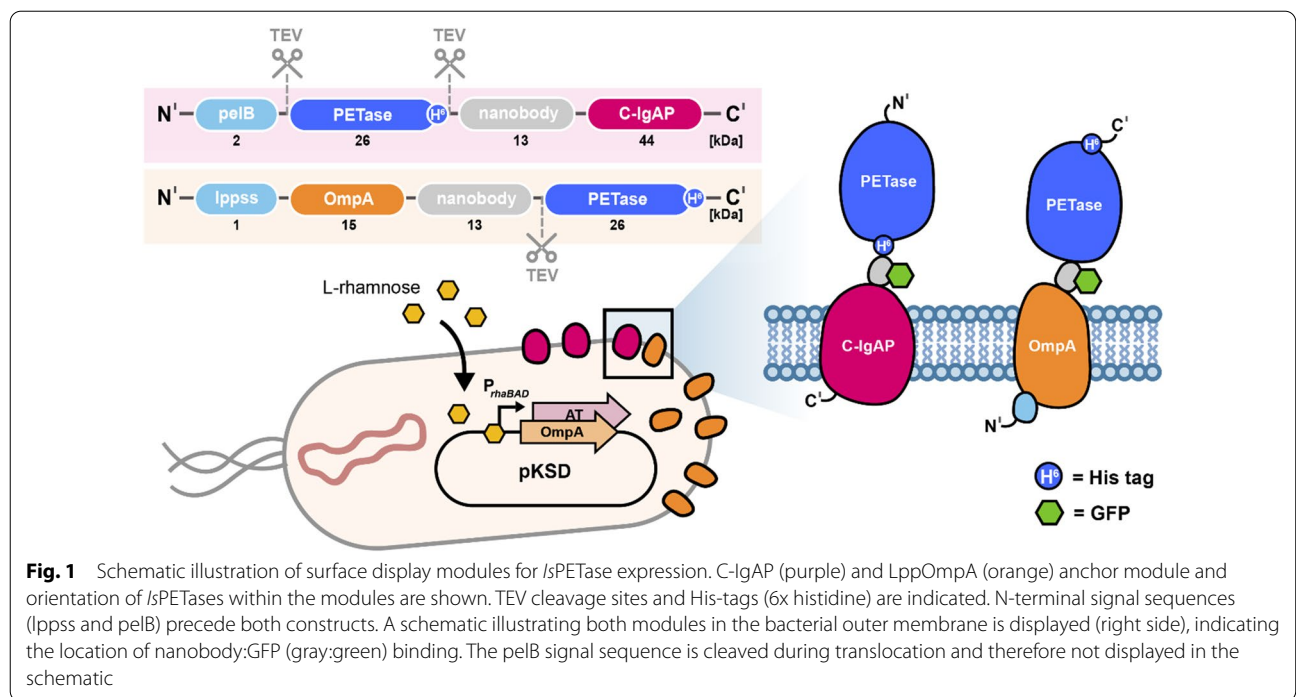 TEV TEV
N' pelB PETase H⁶ nanobody C-IgAP C'
2 26 13 44 [kDa]
N' lppss OmpA nanobody PETase H⁶ C'
1 15 13 26 [kDa]
TEV
L-rhamnose
PrhaBAD
AT
OmpA
pKSD
N'
PETase
H⁶
C-IgAP
C'
H⁶ C'
PETase
OmpA
N'
H⁶ = His tag
= GFP
Fig. 1 Schematic illustration of surface display modules for IsPETase expression. C-IgAP (purple) and LppOmpA (orange) anchor module and
orientation of IsPETases within the modules are shown. TEV cleavage sites and His-tags (6x histidine) are indicated. N-terminal signal sequences
(lppss and pelB) precede both constructs. A schematic illustrating both modules in the bacterial outer membrane is displayed (right side), indicating
the location of nanobody:GFP (gray:green) binding. The pelB signal sequence is cleaved during translocation and therefore not displayed in the
schematic